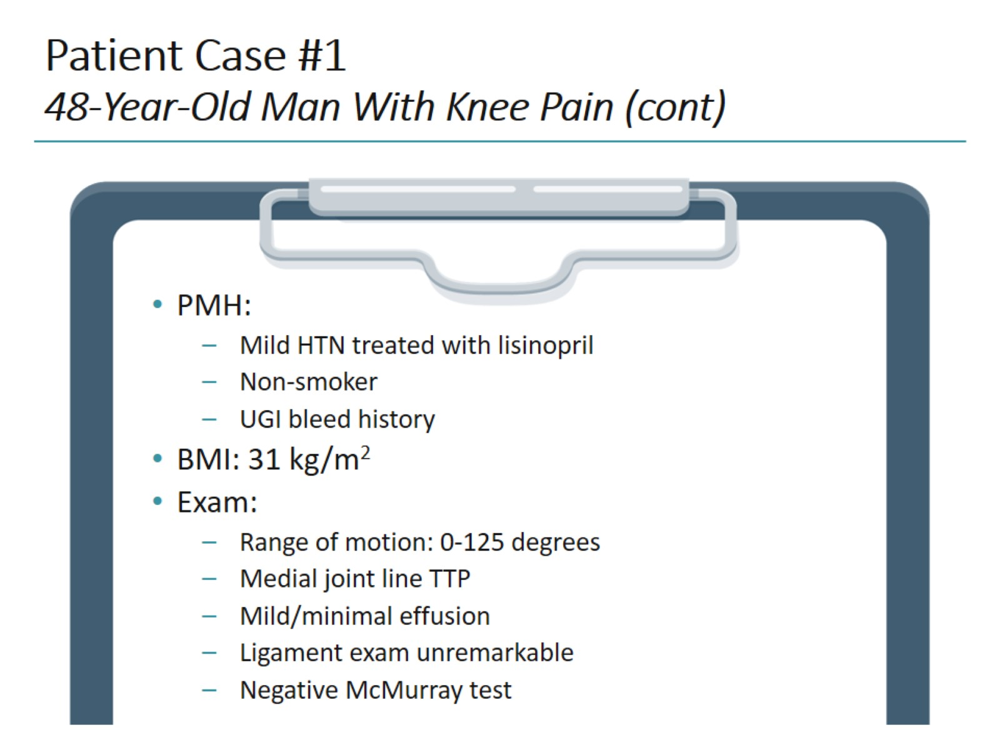 Patient Case #1
48-Year-Old Man With Knee Pain (cont)
• PMH:
– Mild HTN treated with lisinopril
– Non-smoker
– UGI bleed history
• BMI: 31 kg/m²
• Exam:
– Range of motion: 0-125 degrees
– Medial joint line TTP
– Mild/minimal effusion
– Ligament exam unremarkable
– Negative McMurray test